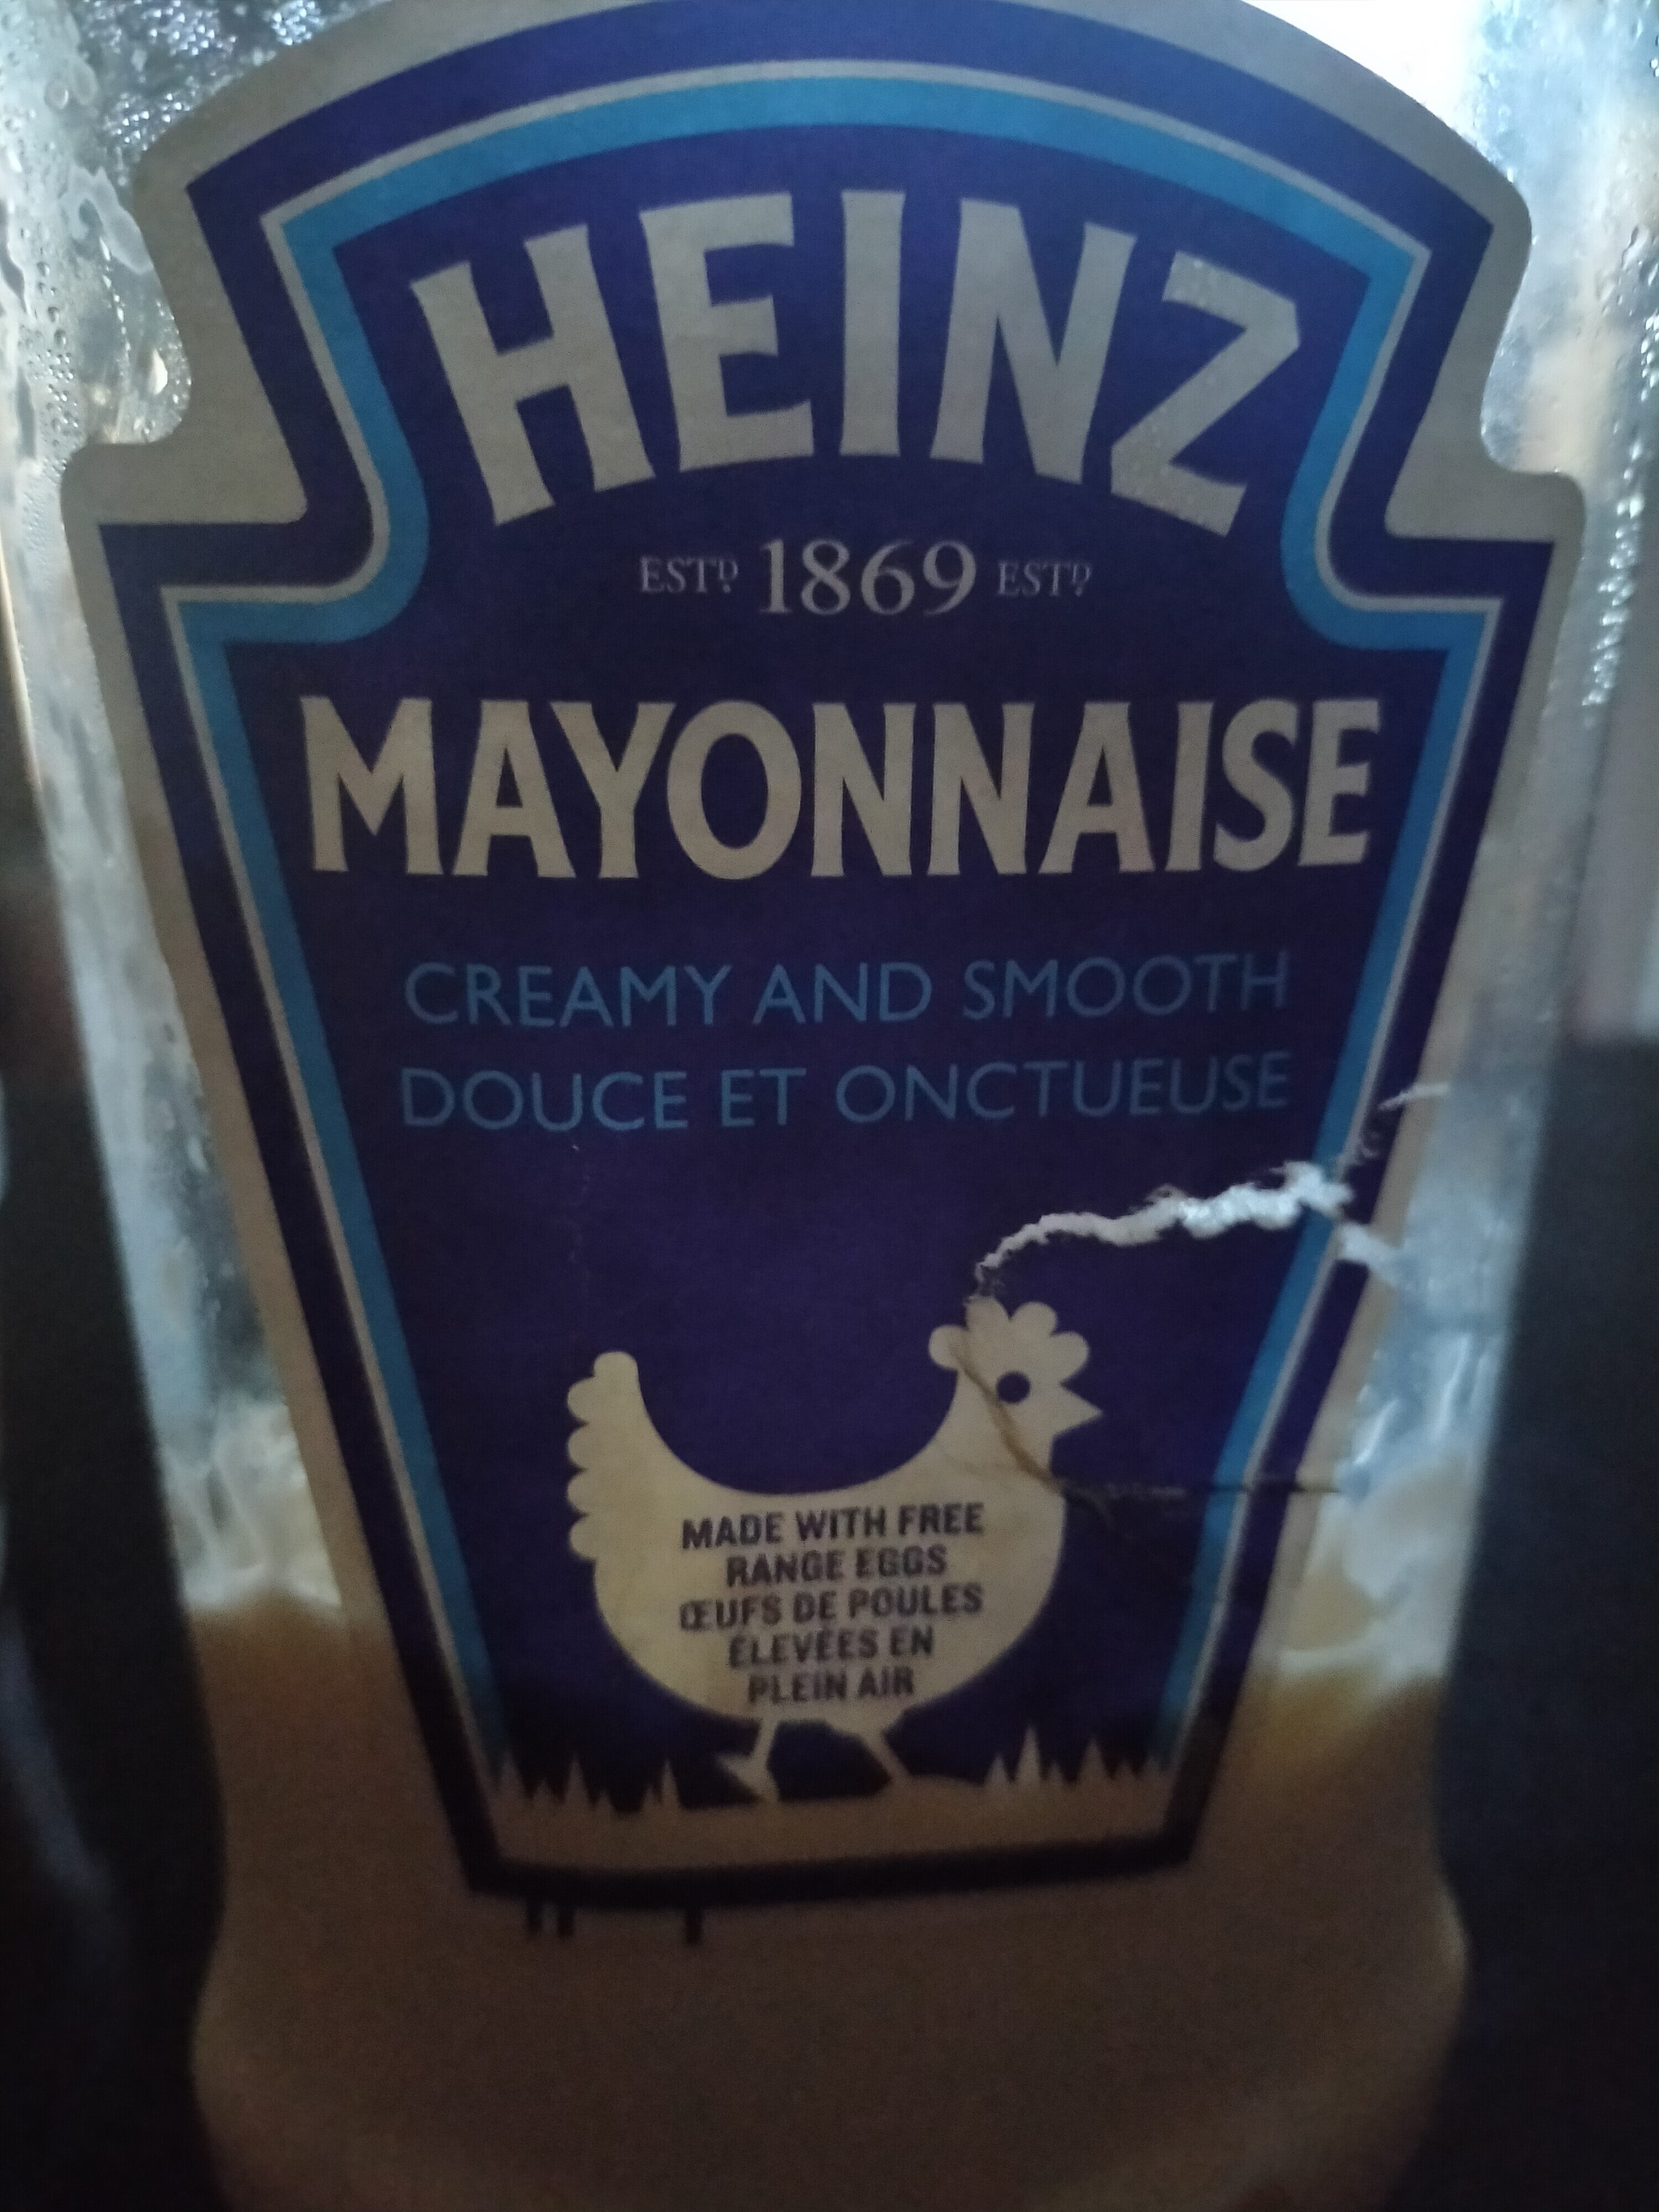 HEINZ
ESTD 1869 ESTD
MAYONNAISE
CREAMY AND SMOOTH
DOUCE ET ONCTUEUSE
MADE WITH FREE
RANGE EGGS
ŒUFS DE POULES
ÉLEVÉES EN
PLEIN AIR